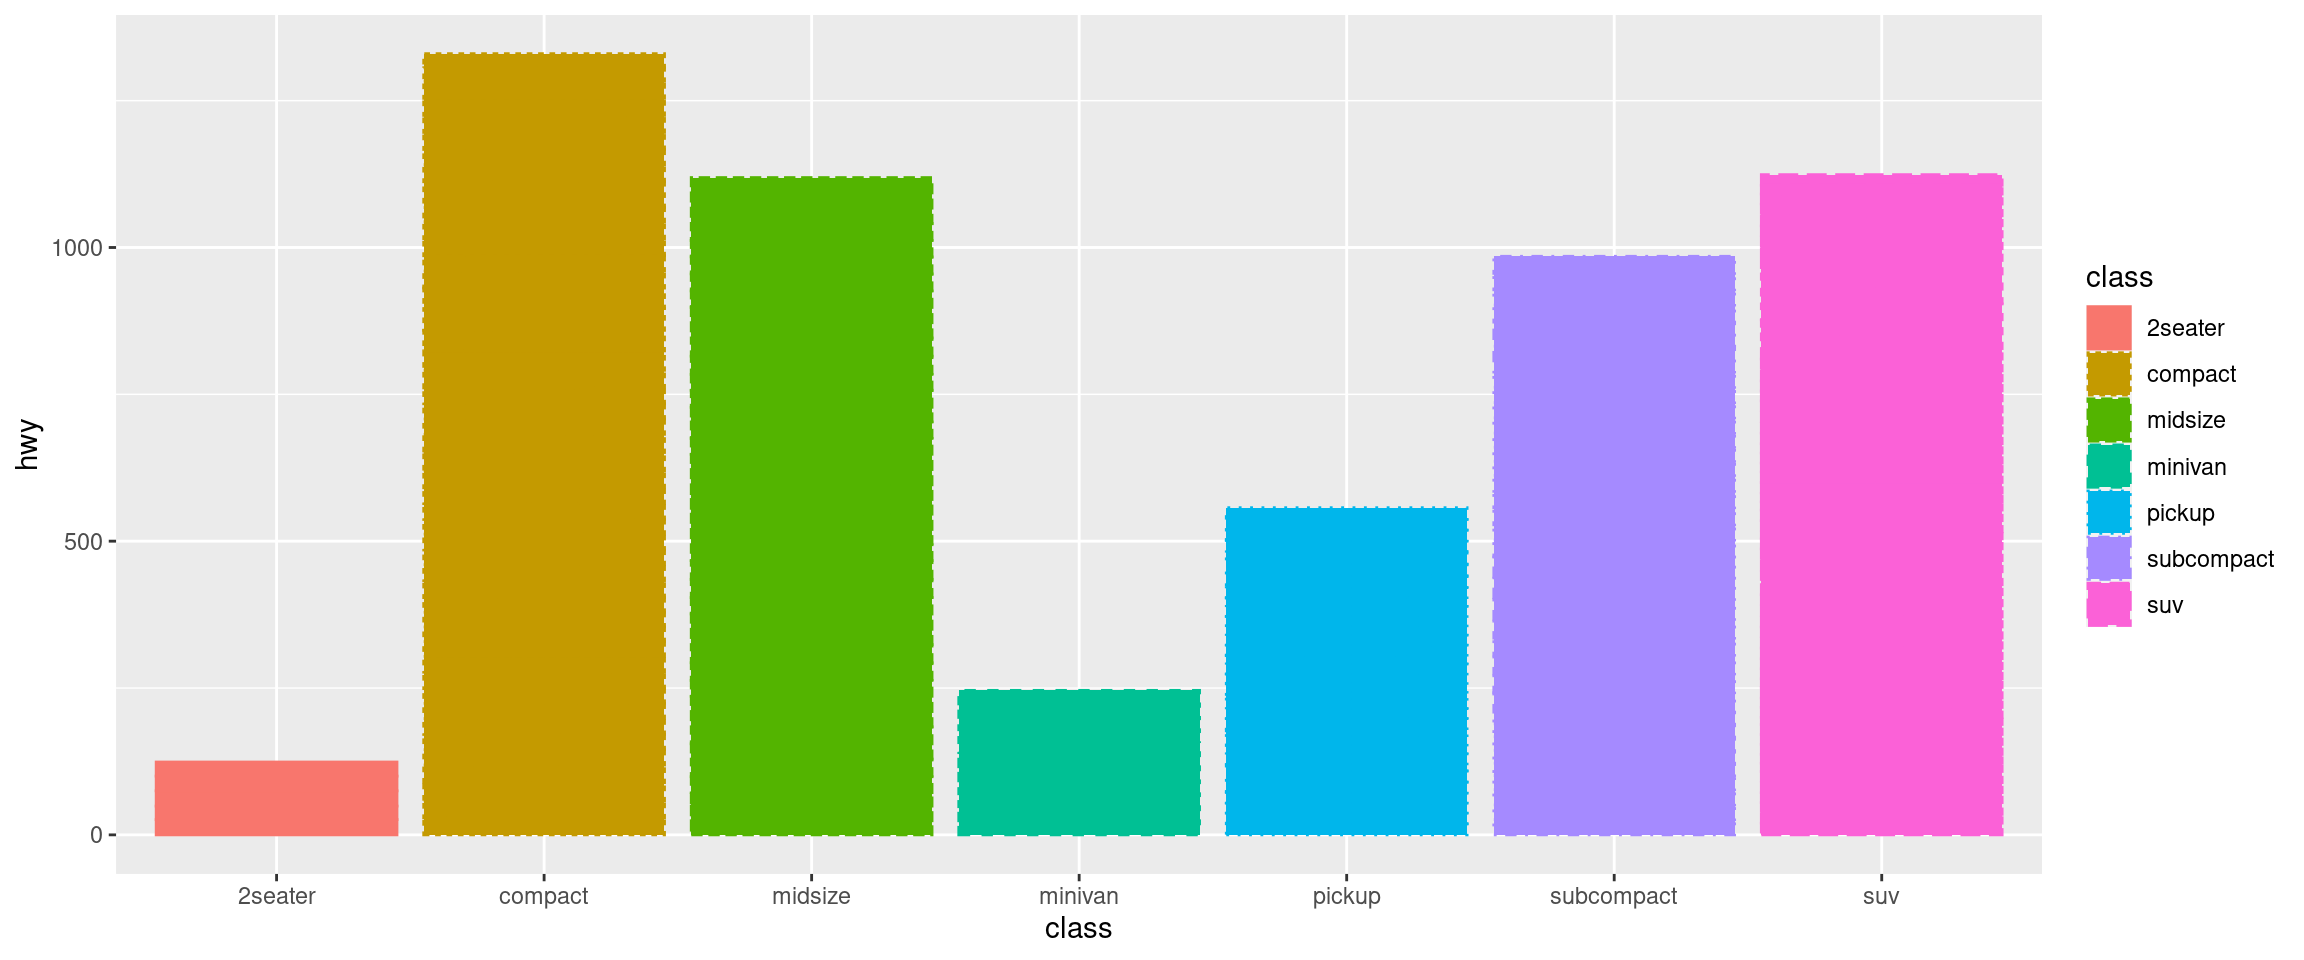 hwy
1000
500
0
2seater
compact
midsize
minivan
pickup
subcompact
suv
class
class
2seater
compact
midsize
minivan
pickup
subcompact
suv